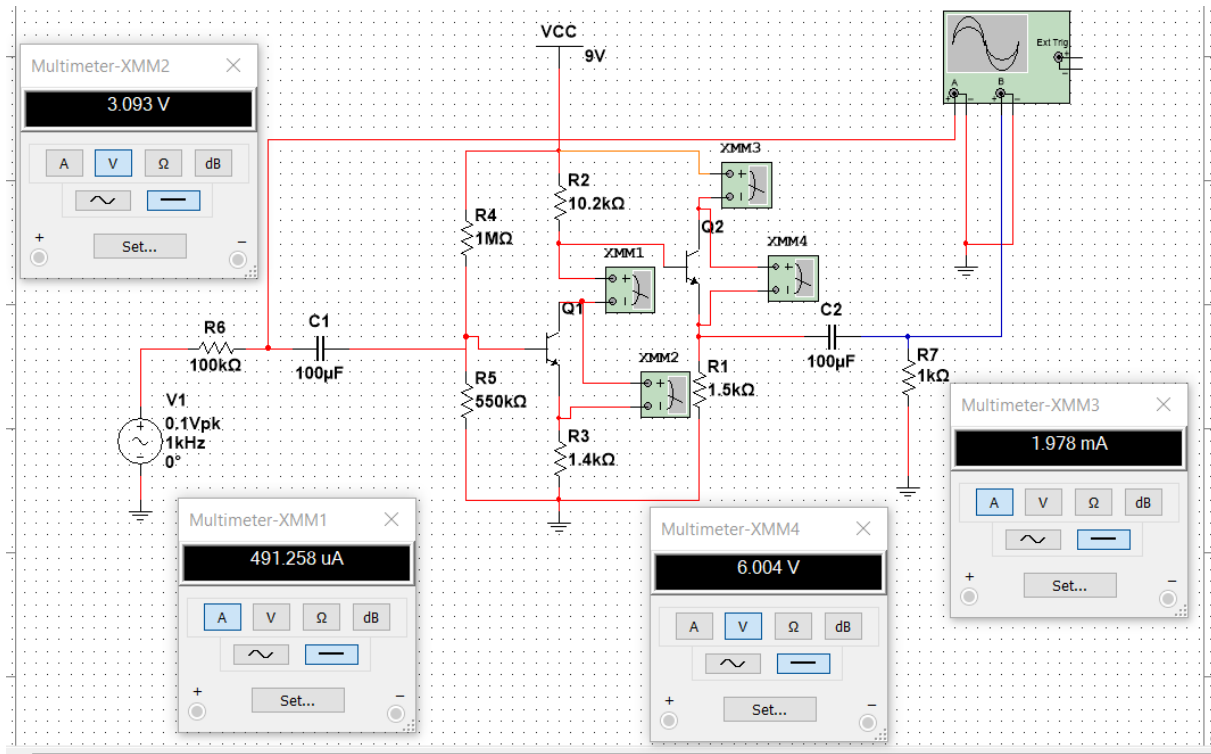 Multimeter-XMM2
3.093 V
A
V
Ω
dB
+
Set...
−
VCC
9V
Ext Trig
+
−
A
B
+
−
+
−
XMM3
R2
10.2kΩ
R4
1MΩ
Q2
XMM1
XMM4
Q1
C2
100µF
R6
100kΩ
C1
100µF
XMM2
R1
1.5kΩ
R7
1kΩ
R5
550kΩ
V1
0.1Vpk
1kHz
0°
R3
1.4kΩ
Multimeter-XMM3
1.978 mA
A
V
Ω
dB
+
Set...
−
Multimeter-XMM1
491.258 uA
A
V
Ω
dB
+
Set...
−
Multimeter-XMM4
6.004 V
A
V
Ω
dB
+
Set...
−